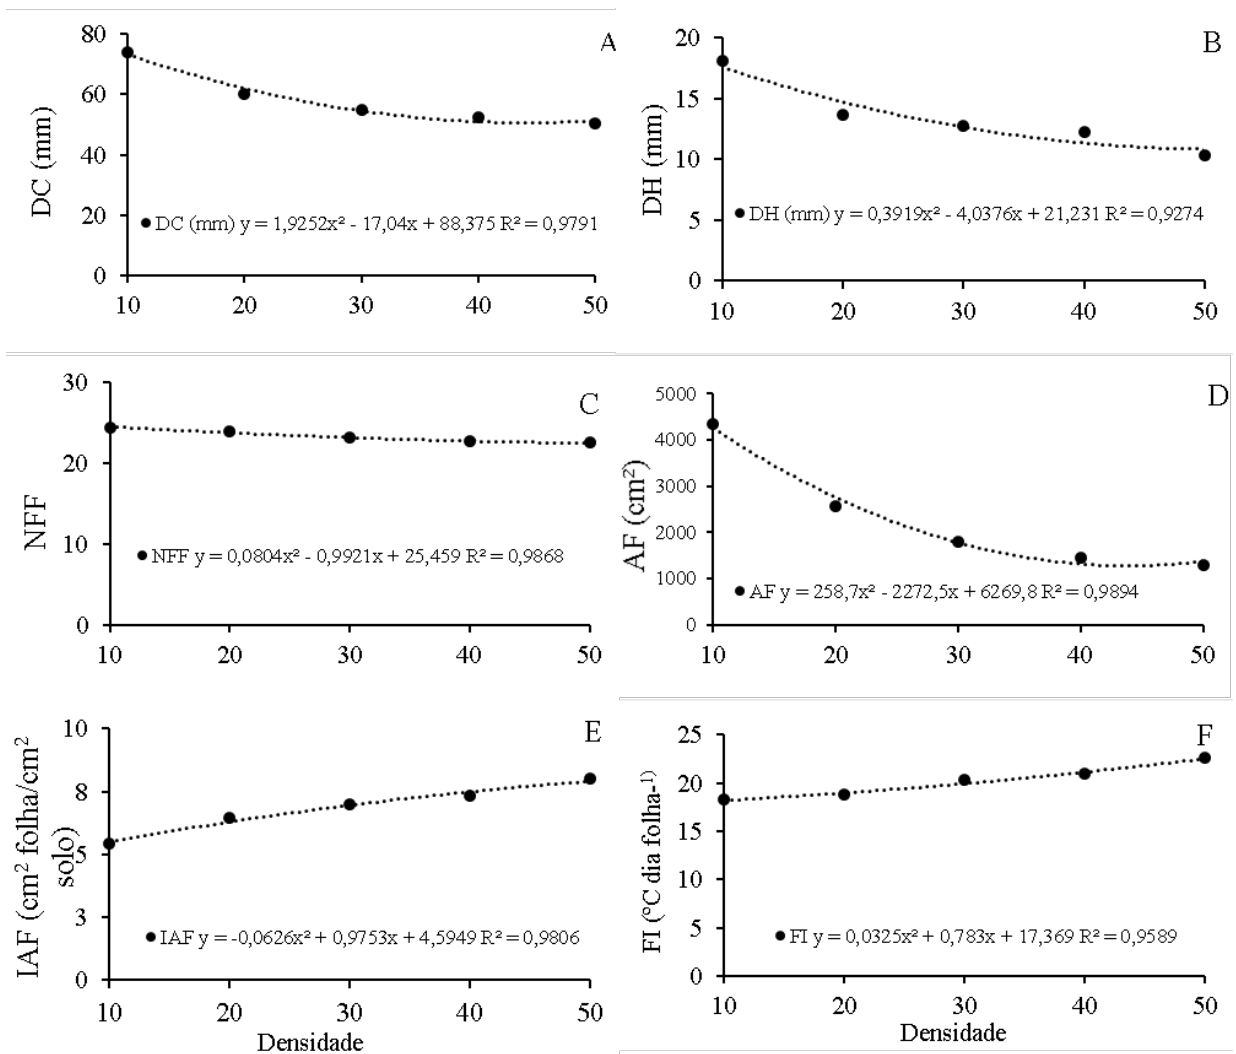 A
DC (mm)
80
60
40
20
0
DC (mm) y = 1,9252x² - 17,04x + 88,375 R² = 0,9791
10 20 30 40 50
B
DH (mm)
20
15
10
5
0
DH (mm) y = 0,3919x² - 4,0376x + 21,231 R² = 0,9274
10 20 30 40 50
C
NFF
30
20
10
0
NFF y = 0,0804x² - 0,9921x + 25,459 R² = 0,9868
10 20 30 40 50
D
AF (cm²)
5000
4000
3000
2000
1000
0
AF y = 258,7x² - 2272,5x + 6269,8 R² = 0,9894
10 20 30 40 50
E
IAF (cm² folha/cm²
solo)
10
8
5
3
0
IAF y = -0,0626x² + 0,9753x + 4,5949 R² = 0,9806
10 20 30 40 50
Densidade
F
FI (°C dia folha-¹⁾
25
20
15
10
5
0
FI y = 0,0325x² + 0,783x + 17,369 R² = 0,9589
10 20 30 40 50
Densidade